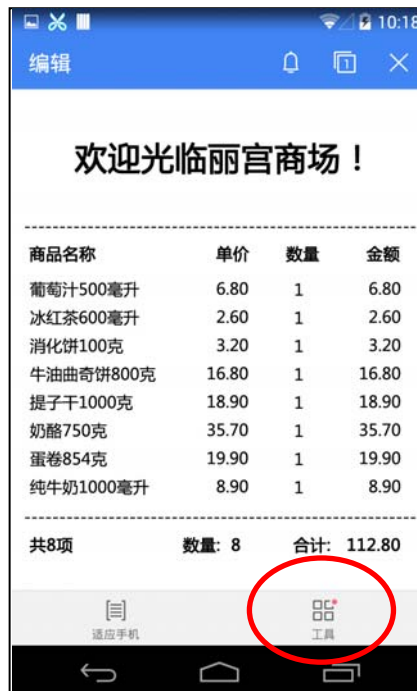 10:18
编辑
1
欢迎光临丽宫商场！
商品名称 单价 数量 金额
葡萄汁500毫升 6.80 1 6.80
冰红茶600毫升 2.60 1 2.60
消化饼100克 3.20 1 3.20
牛油曲奇饼800克 16.80 1 16.80
提子干1000克 18.90 1 18.90
奶酪750克 35.70 1 35.70
蛋卷854克 19.90 1 19.90
纯牛奶1000毫升 8.90 1 8.90
共8项 数量: 8 合计: 112.80
适应手机 工具